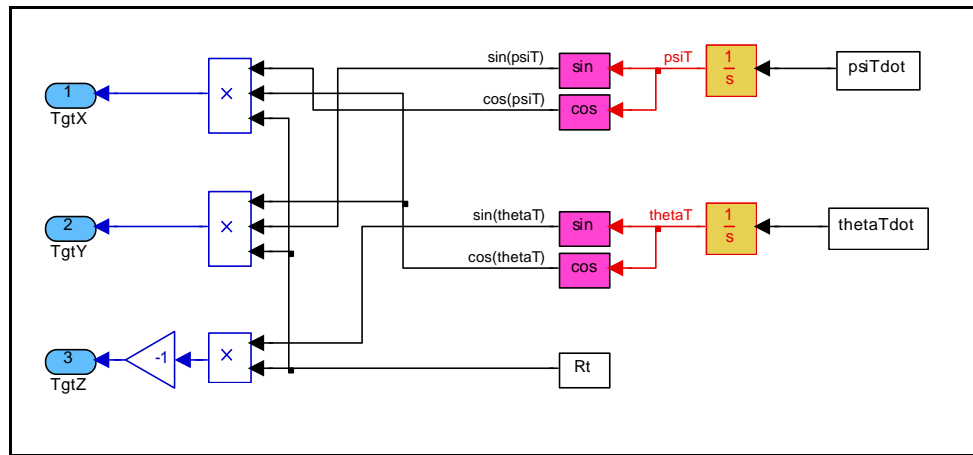 sin(psiT)
sin
psiT
1
s
psiTdot
1
TgtX
×
cos(psiT)
cos
2
TgtY
×
sin(thetaT)
sin
thetaT
1
s
thetaTdot
cos(thetaT)
cos
3
TgtZ
-1
×
Rt